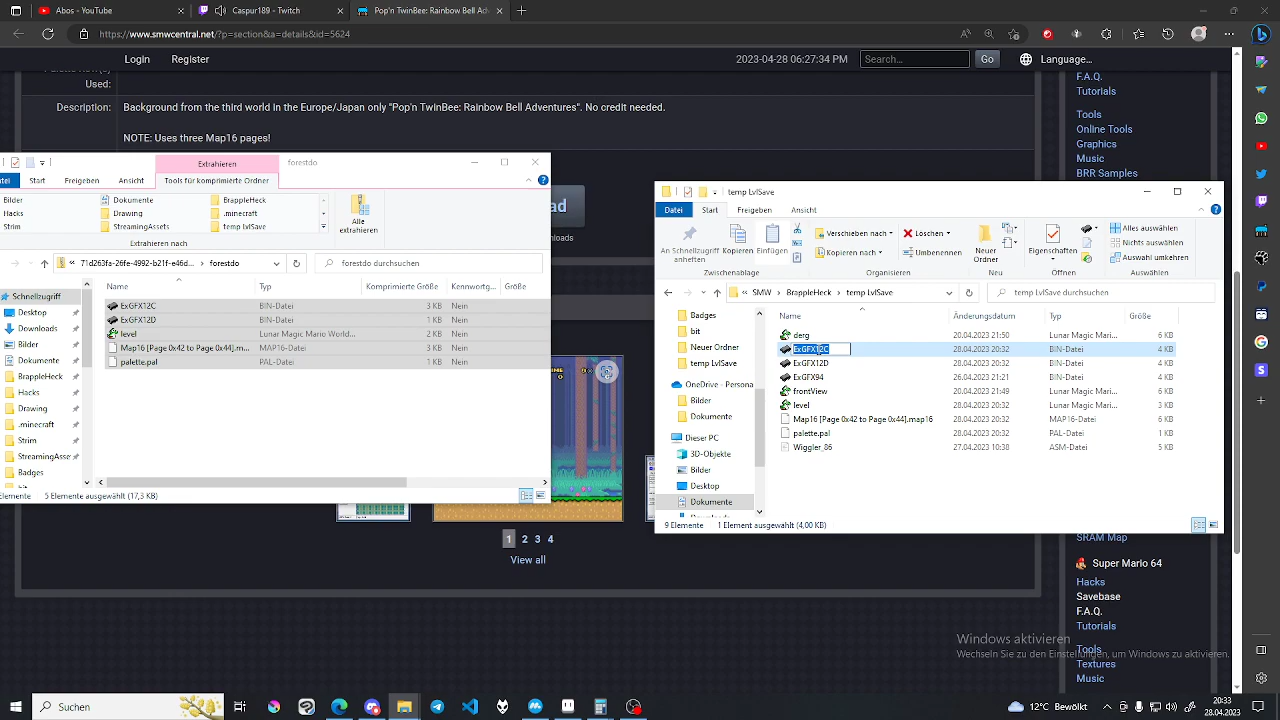 Abos - YouTube
Caspur189 - Twitch
Pop'n TwinBee: Rainbow Bell Ad
https://www.smwcentral.net/?p=section&a=details&id=5624
Login
Register
2023-04-28 06:27:34 PM
Search...
Go
Language...
Used:
Description:
Background from the third world in the Europe/Japan only "Pop'n TwinBee: Rainbow Bell Adventures". No credit needed.
NOTE: Uses three Map16 pages!
F.A.Q.
Tutorials
Tools
Online Tools
Graphics
Music
BRR Samples
Extrahieren
forestdo
tei
Start
Freigeben
Ansicht
Tools für komprimierte Ordner
Bilder
Dokumente
BrappleHeck
Hacks
Drawing
.minecraft
Strim
StreamingAssets
temp LvlSave
Alle
extrahieren
Extrahieren nach
71d263fa-26fe-4992-b21f-e46d...
forestdo
forestdo durchsuchen
Name
Typ
Komprimierte Größe
Kennwortg...
Größe
Schnellzugriff
Desktop
Downloads
Bilder
Dokumente
BrappleHeck
Hacks
Drawing
.minecraft
Strim
StreamingAsse
Badges
ExGFX12C
BIN-Datei
3 KB
Nein
ExGFX12D
BIN-Datei
1 KB
Nein
level
Lunar Magic Mario World...
2 KB
Nein
Map16 [Page 0x42 to Page 0x44].m...
MAP16-Datei
3 KB
Nein
palette.pal
PAL-Datei
1 KB
Nein
Elemente
5 Elemente ausgewählt (17,3 KB)
ad
nloads
temp LvlSave
Datei
Start
Freigeben
Ansicht
An Schnellzugriff
anheften
Kopieren
Einfügen
Zwischenablage
Verschieben nach
Kopieren nach
Löschen
Umbenennen
Organisieren
Neuer
Ordner
Neu
Eigenschaften
Öffnen
Alles auswählen
Nichts auswählen
Auswahl umkehren
Auswählen
SMW
BrappleHeck
temp LvlSave
temp LvlSave durchsuchen
Badges
bit
Neuer Ordner
temp LvlSave
OneDrive - Persona
Bilder
Dokumente
Dieser PC
3D-Objekte
Bilder
Desktop
Dokumente
Name
Änderungsdatum
Typ
Größe
derg
20.04.2023 21:50
Lunar Magic Mari...
6 KB
ExGFX12C
28.04.2023 20:32
BIN-Datei
4 KB
ExGFX12D
28.04.2023 20:32
BIN-Datei
4 KB
ExGFX94
26.04.2023 21:21
BIN-Datei
4 KB
frontView
20.04.2023 21:49
Lunar Magic Mari...
6 KB
level
28.04.2023 20:32
Lunar Magic Mari...
3 KB
Map16 [Page 0x42 to Page 0x44].map16
28.04.2023 20:32
MAP16-Datei
6 KB
palette.pal
28.04.2023 20:32
PAL-Datei
1 KB
Wiggler_86
27.04.2023 10:38
ASM-Datei
5 KB
9 Elemente
1 Element ausgewählt (4,00 KB)
1 2 3 4
View all
SRAM Map
Super Mario 64
Hacks
Savebase
F.A.Q.
Tutorials
Tools
Textures
Music
Windows aktivieren
Wechseln Sie zu den Einstellungen, um Windows zu aktivieren.
Suchen
12°C
Bewölkt
20:33
28.04.2023